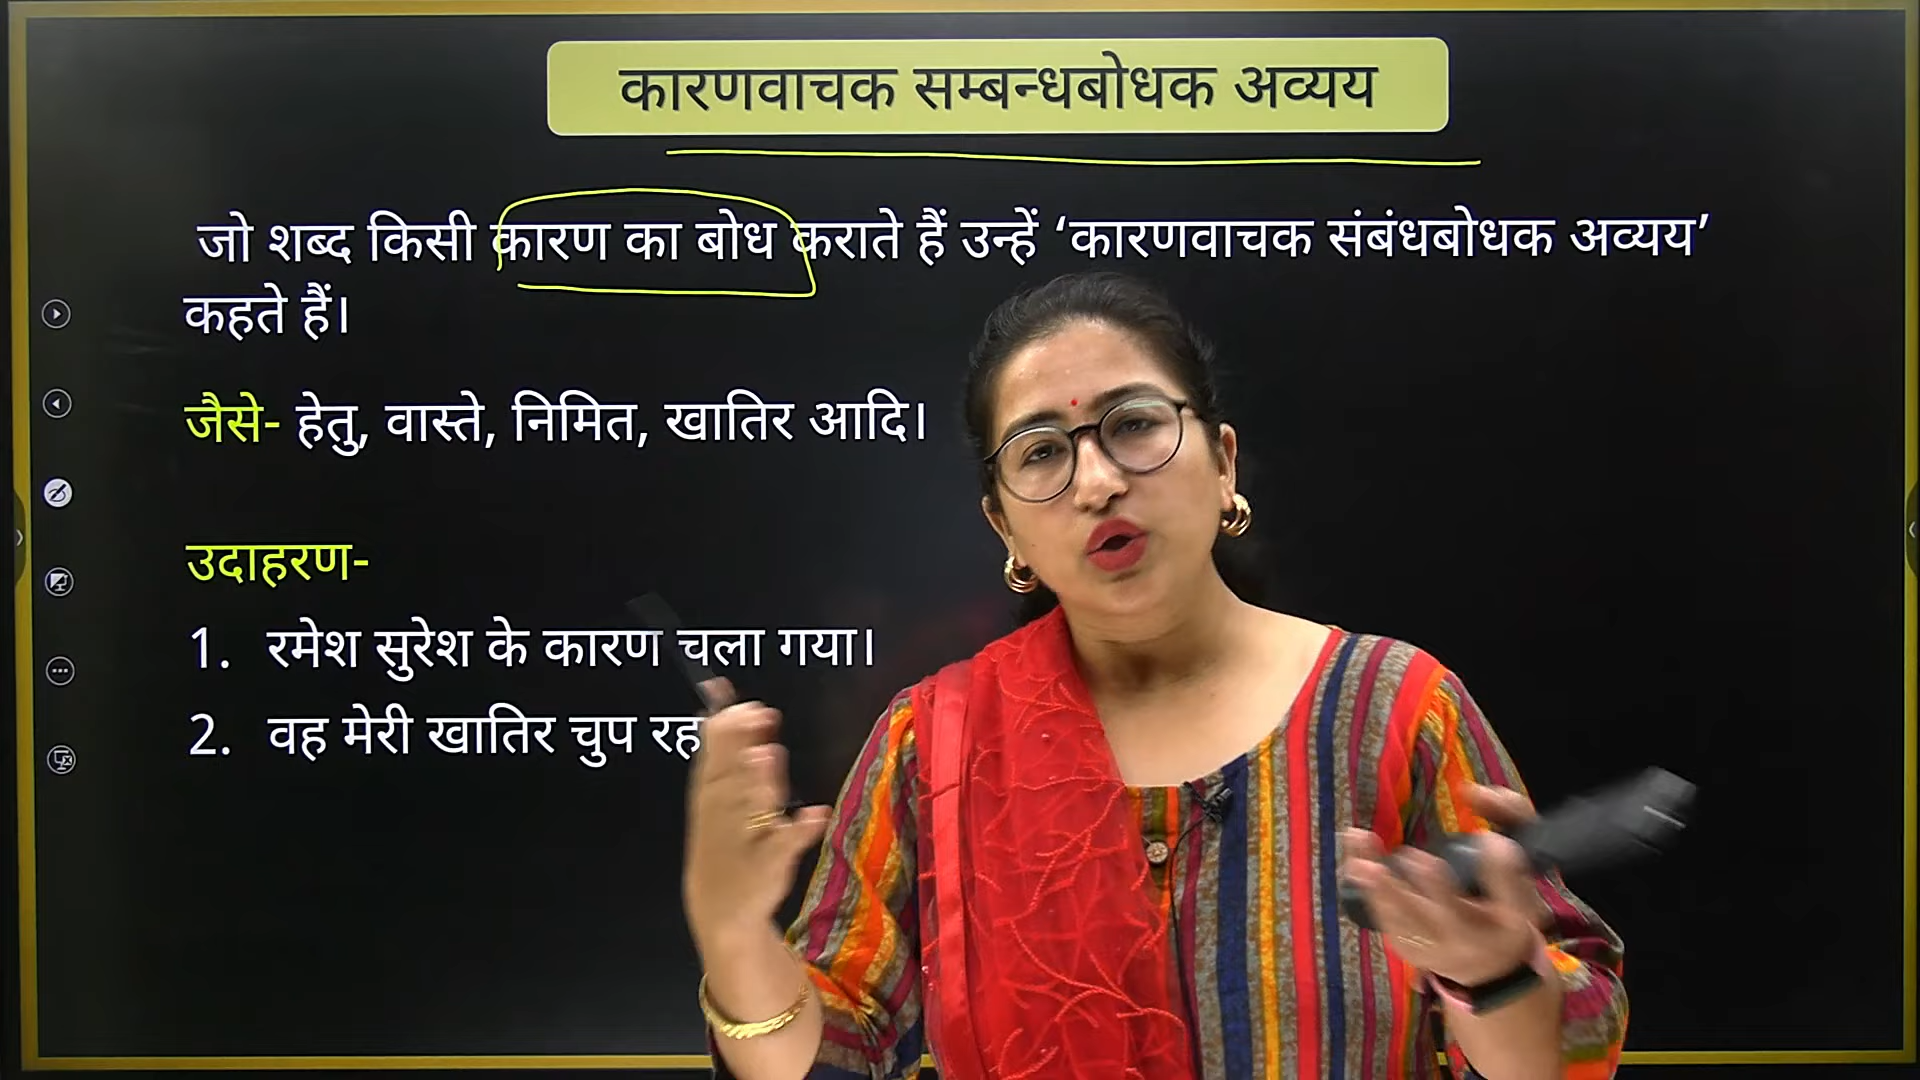 कारणवाचक सम्बन्धबोधक अव्यय
जो शब्द किसी कारण का बोध कराते हैं उन्हें ‘कारणवाचक संबंधबोधक अव्यय’
कहते हैं।
जैसे- हेतु, वास्ते, निमित, खातिर आदि।
उदाहरण-
1. रमेश सुरेश के कारण चला गया।
2. वह मेरी खातिर चुप